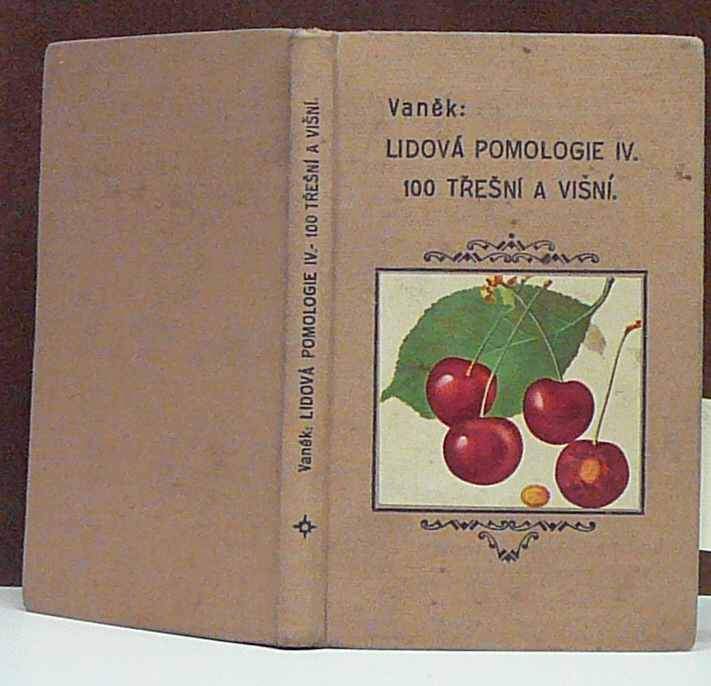 Vaněk: LIDOVÁ POMOLOGIE IV.- 100 TŘEŠNÍ A VIŠNÍ.
Vaněk:
LIDOVÁ POMOLOGIE IV.
100 TŘEŠNÍ A VIŠNÍ.